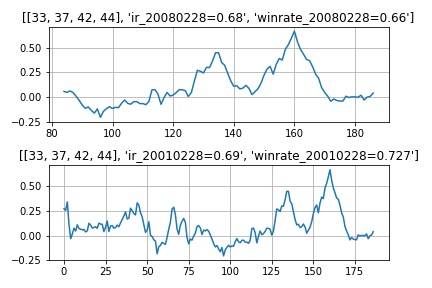 [[33, 37, 42, 44], 'ir_20080228=0.68', 'winrate_20080228=0.66']
0.50
0.25
0.00
−0.25
80 100 120 140 160 180
[[33, 37, 42, 44], 'ir_20010228=0.69', 'winrate_20010228=0.727']
0.50
0.25
0.00
−0.25
0 25 50 75 100 125 150 175